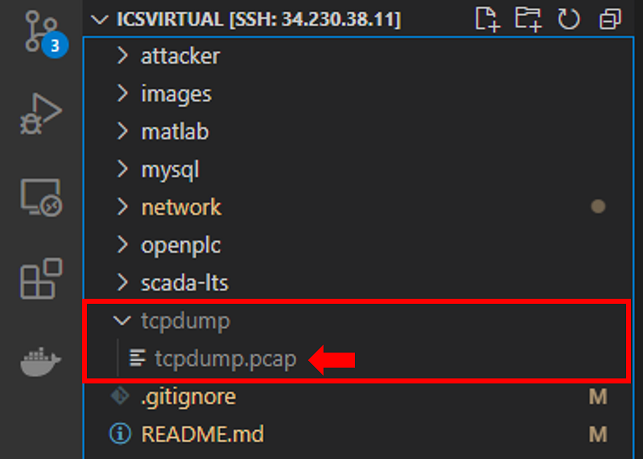 ICSVIRTUAL [SSH: 34.230.38.11]
3
attacker
images
matlab
mysql
network
openplc
scada-lts
tcpdump
tcpdump.pcap
.gitignore M
README.md M